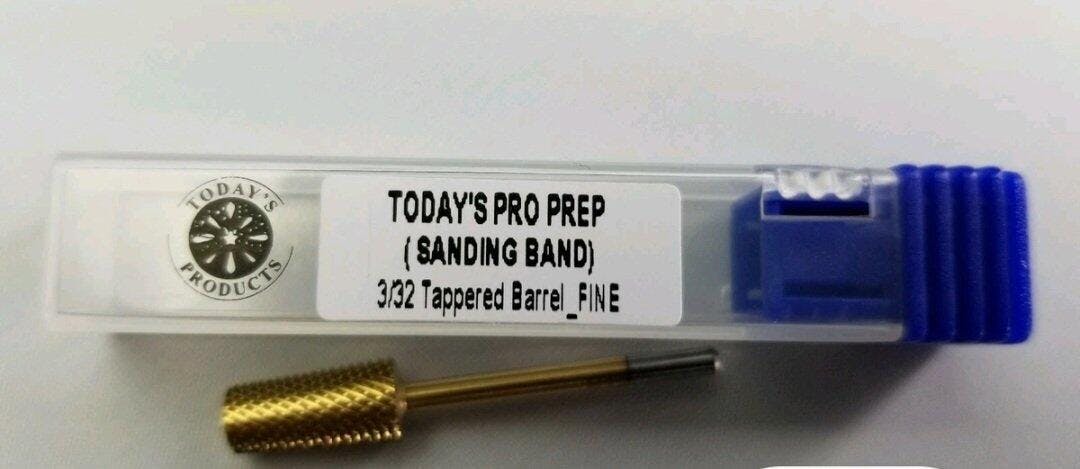 TODAY'S
PRODUCTS
TODAY'S PRO PREP
( SANDING BAND)
3/32 Tappered Barrel_FINE